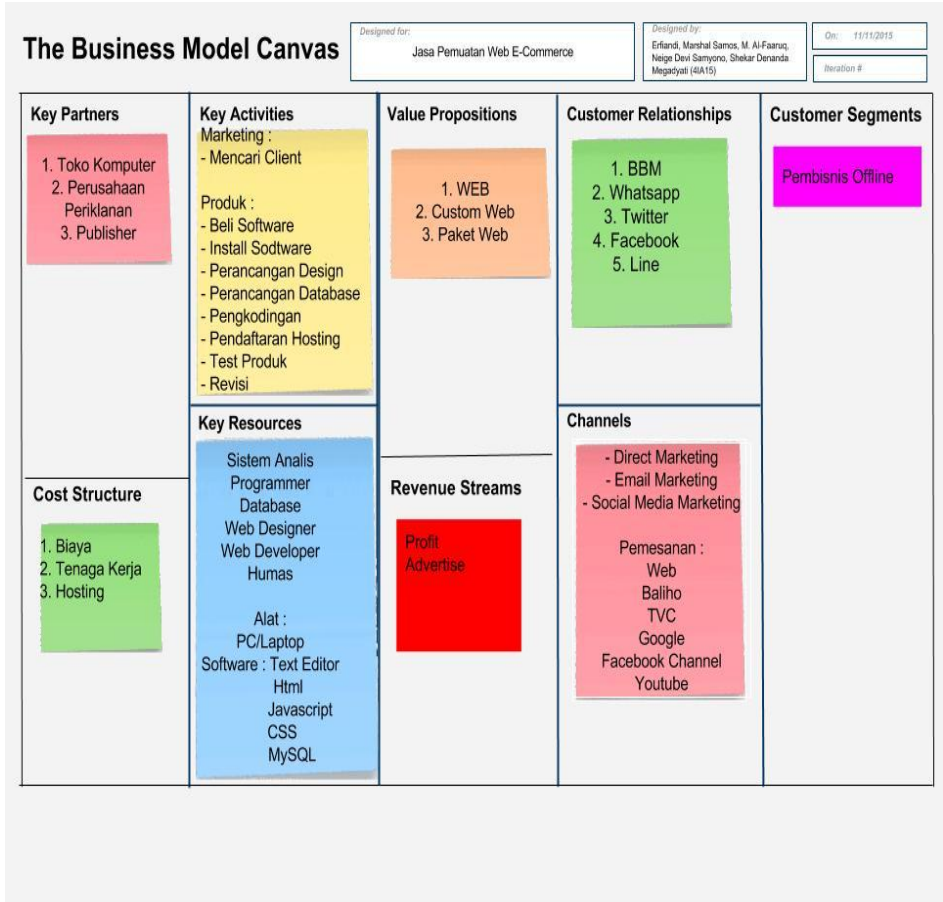 The Business Model Canvas
Designed for:
Jasa Pemuatan Web E-Commerce
Designed by:
Erfiandi, Marshal Samos, M. Al-Faaruq,
Neige Devi Samyono, Shekar Denanda
Megadyati (4IA15)
On: 11/11/2015
Iteration #
Key Partners
1. Toko Komputer
2. Perusahaan
Periklanan
3. Publisher
Key Activities
Marketing :
- Mencari Client
Produk :
- Beli Software
- Install Sodtware
- Perancangan Design
- Perancangan Database
- Pengkodingan
- Pendaftaran Hosting
- Test Produk
- Revisi
Value Propositions
1. WEB
2. Custom Web
3. Paket Web
Customer Relationships
1. BBM
2. Whatsapp
3. Twitter
4. Facebook
5. Line
Customer Segments
Pembisnis Offline
Key Resources
Sistem Analis
Programmer
Database
Web Designer
Web Developer
Humas
Alat :
PC/Laptop
Software : Text Editor
Html
Javascript
CSS
MySQL
Channels
- Direct Marketing
- Email Marketing
- Social Media Marketing
Pemesanan :
Web
Baliho
TVC
Google
Facebook Channel
Youtube
Cost Structure
1. Biaya
2. Tenaga Kerja
3. Hosting
Revenue Streams
Profit
Advertise